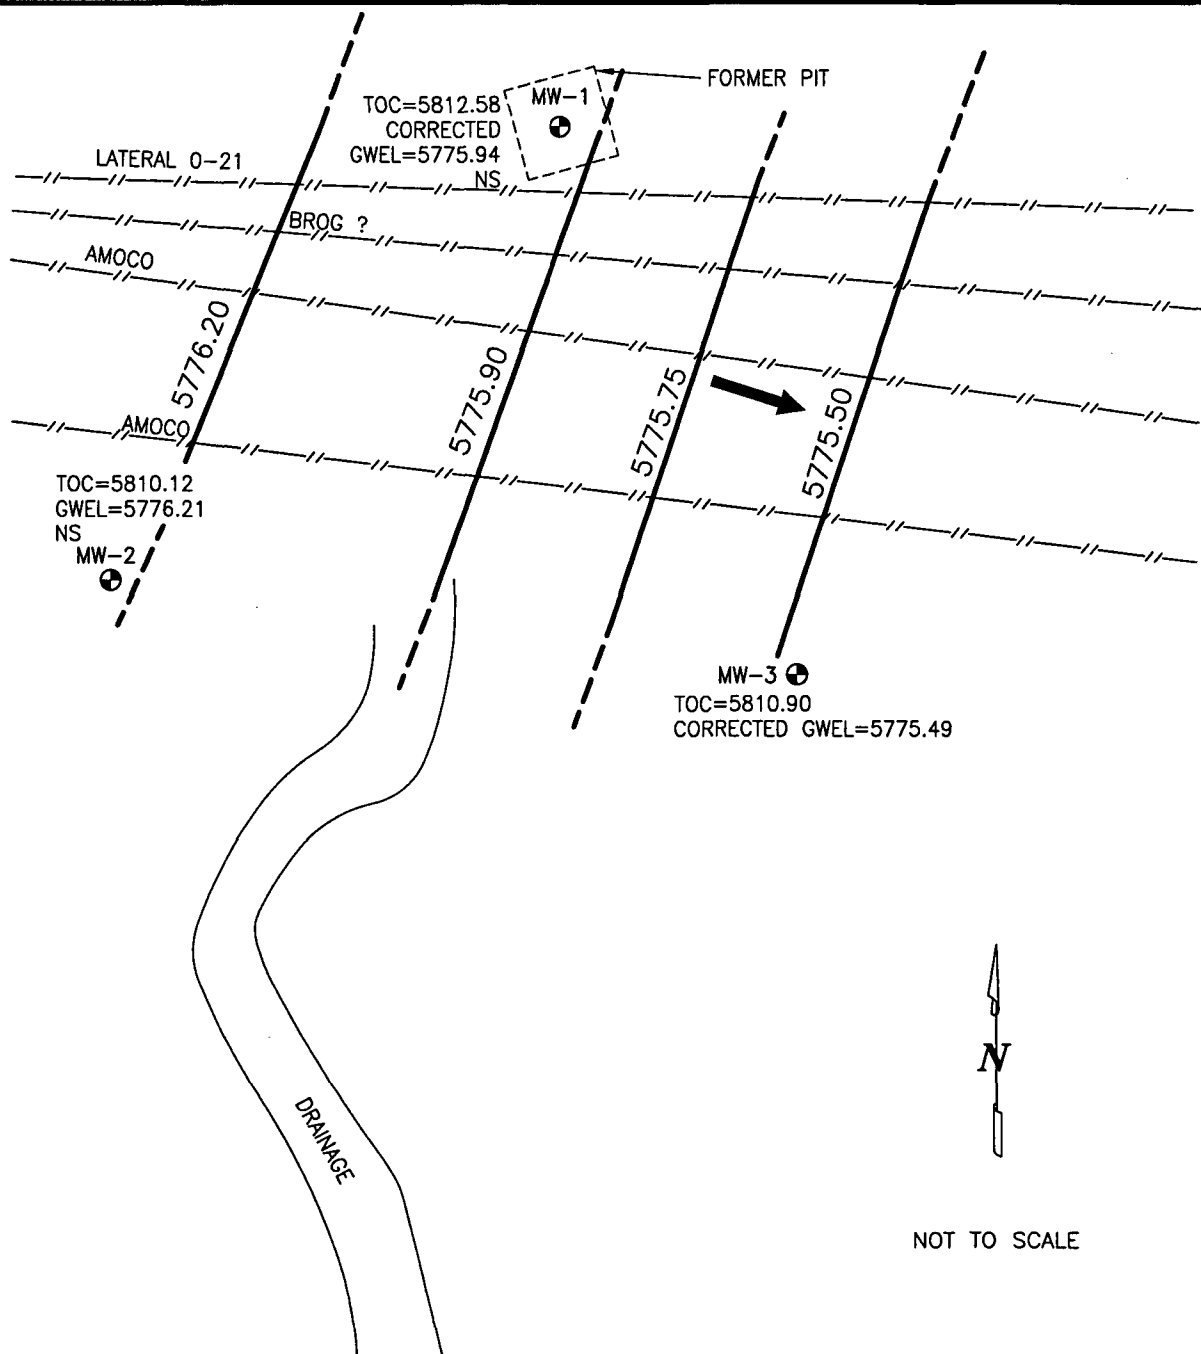 FORMER PIT
MW-1
TOC=5812.58
CORRECTED
GWEL=5775.94
NS
LATERAL O-21
BROG ?
AMOCO
5776.20
5775.90
5775.75
5775.50
AMOCO
TOC=5810.12
GWEL=5776.21
NS
MW-2
MW-3
TOC=5810.90
CORRECTED GWEL=5775.49
N
DRAINAGE
NOT TO SCALE